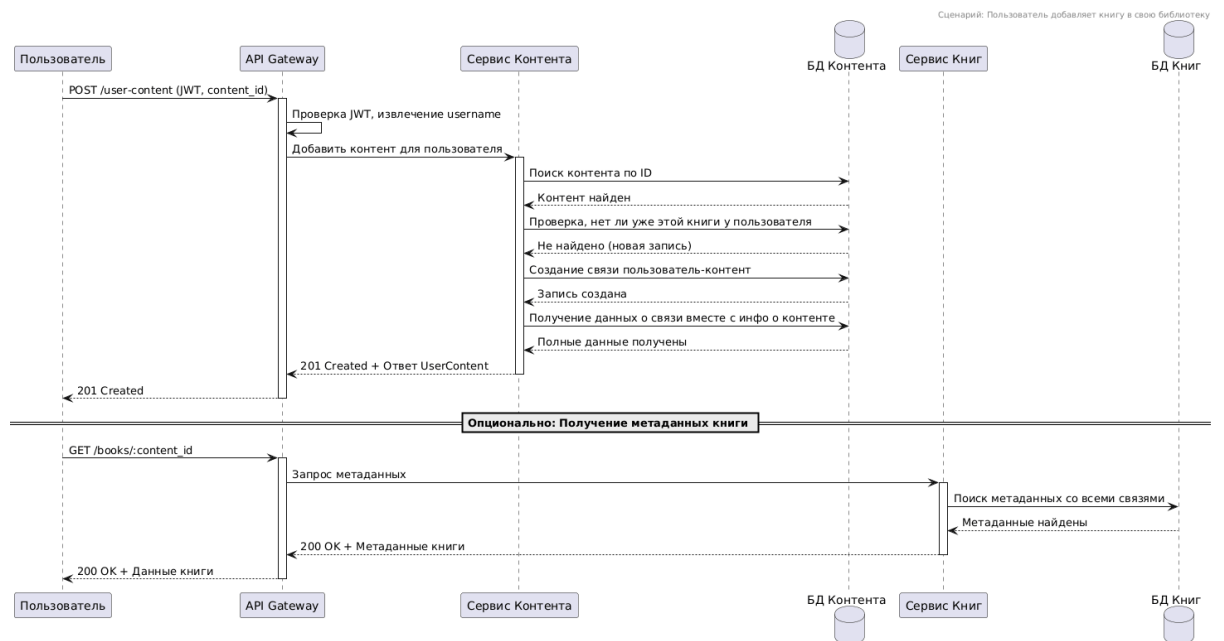 Сценарий: Пользователь добавляет книгу в свою библиотеку
Пользователь
API Gateway
Сервис Контента
БД Контента
Сервис Книг
БД Книг
POST /user-content (JWT, content_id)
Проверка JWT, извлечение username
Добавить контент для пользователя
Поиск контента по ID
Контент найден
Проверка, нет ли уже этой книги у пользователя
Не найдено (новая запись)
Создание связи пользователь-контент
Запись создана
Получение данных о связи вместе с инфо о контенте
Полные данные получены
201 Created + Ответ UserContent
201 Created
Опционально: Получение метаданных книги
GET /books/:content_id
Запрос метаданных
Поиск метаданных со всеми связями
Метаданные найдены
200 OK + Метаданные книги
200 OK + Данные книги
Пользователь
API Gateway
Сервис Контента
БД Контента
Сервис Книг
БД Книг